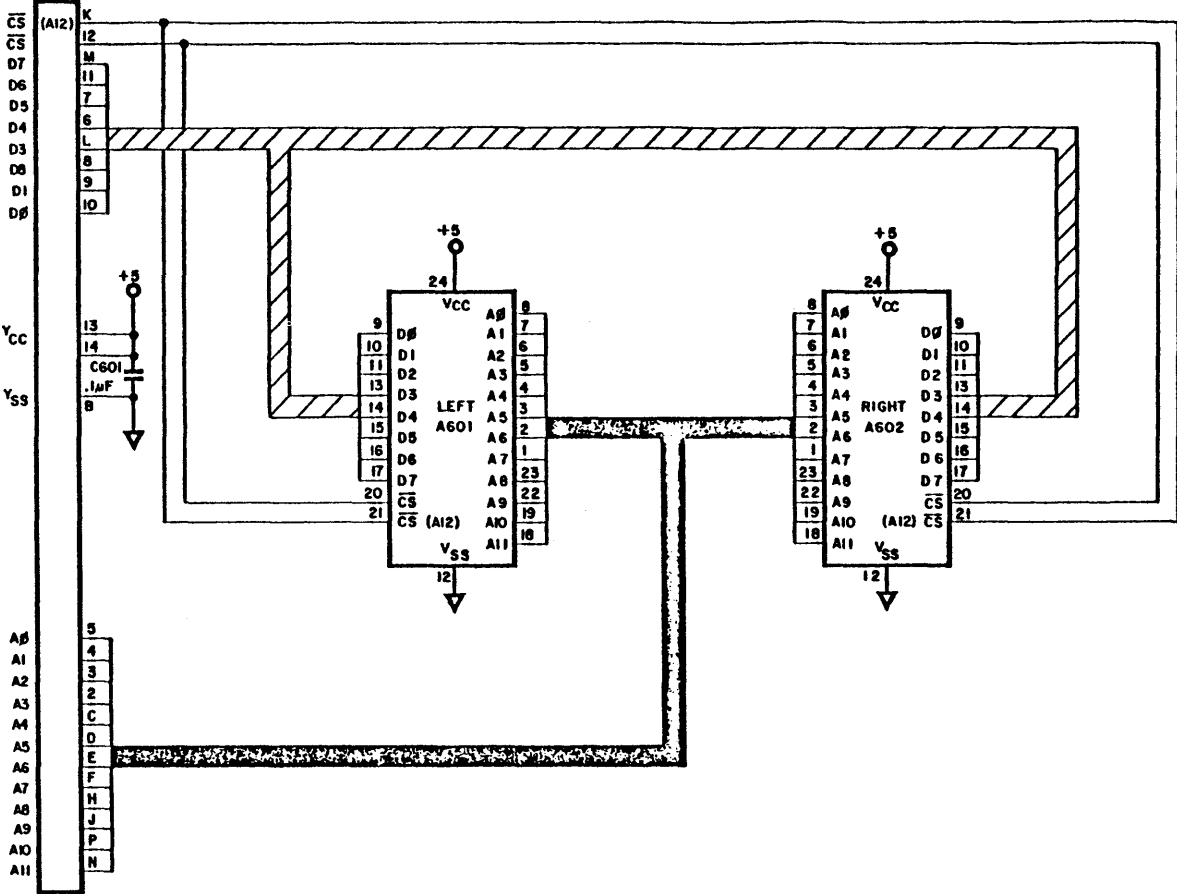 CS (A12) K
CS 12
D7 M
D6 11
D5 7
D4 6
D3 L
D8 8
D1 9
DØ 10
+5
YCC 13
14
C601
.1µF
YSS B
+5
24
VCC
9 DØ AØ 8
10 D1 A1 7
11 D2 A2 6
13 D3 A3 5
14 D4 A4 4
15 D5 A5 3
16 D6 A6 2
17 D7 A7 1
20 CS A8 23
21 CS (A12) A9 22
A10 19
A11 18
LEFT
A601
VSS
12
+5
24
VCC
8 AØ DØ 9
7 A1 D1 10
6 A2 D2 11
5 A3 D3 13
4 A4 D4 14
3 A5 D5 15
2 A6 D6 16
1 A7 D7 17
23 A8 CS 20
22 A9 (A12) CS 21
19 A10
18 A11
RIGHT
A602
VSS
12
AØ 5
A1 4
A2 3
A3 2
A4 C
A5 D
A6 E
A7 F
A8 H
A9 J
A10 P
A11 N